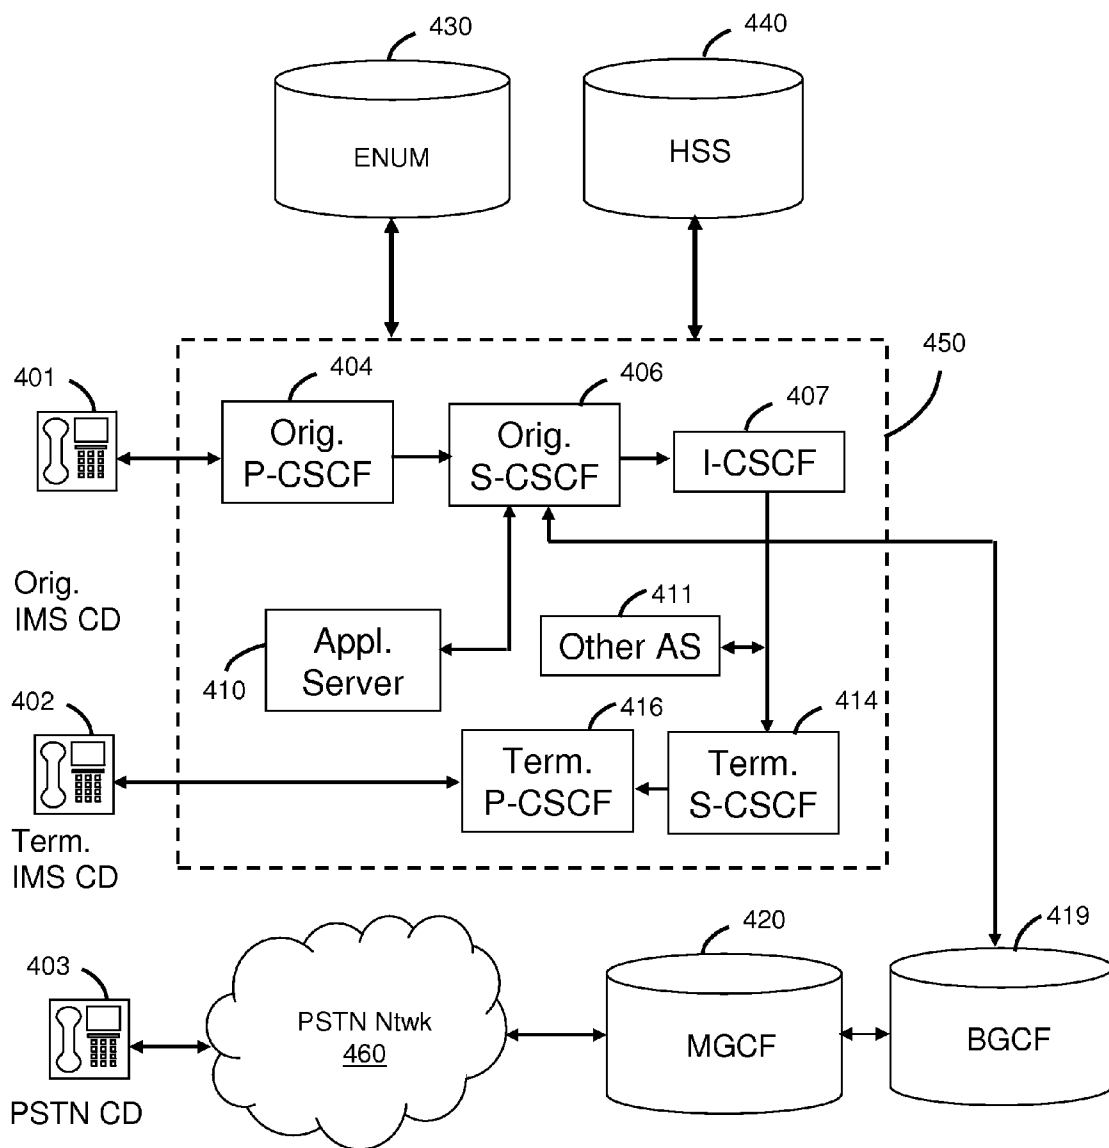 430
440
ENUM
HSS
450
401
404
406
407
Orig.
P-CSCF
Orig.
S-CSCF
I-CSCF
Orig.
IMS CD
411
Other AS
Appl.
Server
410
402
416
414
Term.
P-CSCF
Term.
S-CSCF
Term.
IMS CD
420
419
403
PSTN Ntwk
460
MGCF
BGCF
PSTN CD